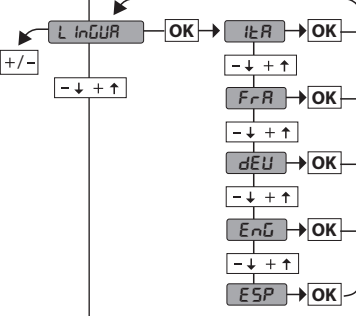 LINGUA OK ItA OK
+/-
-↓ +↑ -↓ +↑
FrA OK
-↓ +↑
dEU OK
-↓ +↑
EnG OK
-↓ +↑
ESP OK